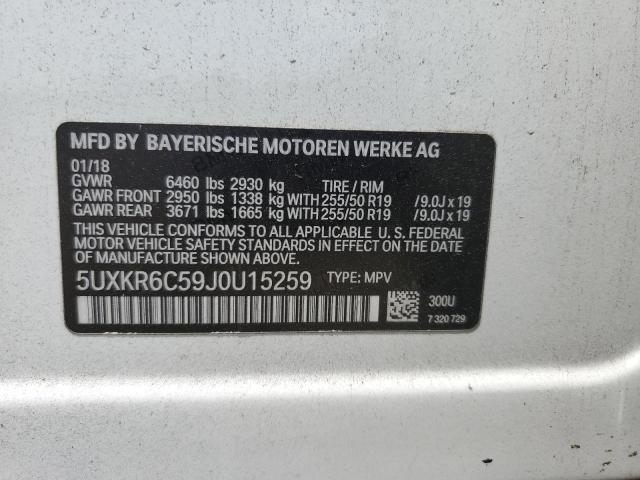 MFD BY BAYERISCHE MOTOREN WERKE AG
01/18
GVWR 6460 lbs 2930 kg TIRE / RIM
GAWR FRONT 2950 lbs 1338 kg WITH 255/50 R19 / 9.0J x 19
GAWR REAR 3671 lbs 1665 kg WITH 255/50 R19 / 9.0J x 19
THIS VEHICLE CONFORMS TO ALL APPLICABLE U. S. FEDERAL
MOTOR VEHICLE SAFETY STANDARDS IN EFFECT ON THE DATE
OF MANUFACTURE SHOWN ABOVE.
5UXKR6C59J0U15259 TYPE: MPV
300U
7 320 729